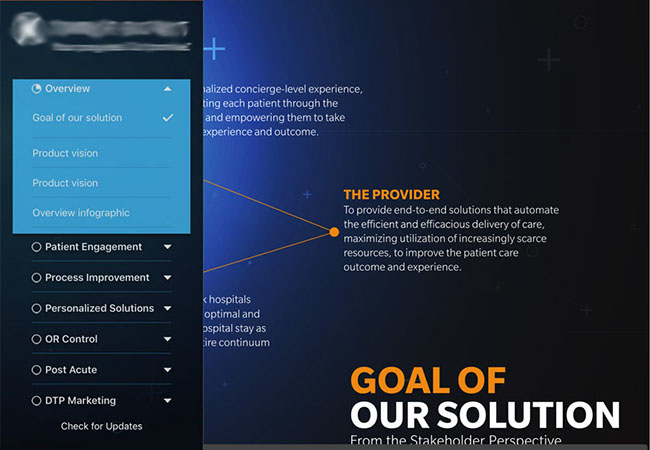 Overview
Goal of our solution
Product vision
Product vision
Overview infographic
Patient Engagement
Process Improvement
Personalized Solutions
OR Control
Post Acute
DTP Marketing
Check for Updates
nalized concierge-level experience,
ting each patient through the
and empowering them to take
experience and outcome.
THE PROVIDER
To provide end-to-end solutions that automate
the efficient and efficacious delivery of care,
maximizing utilization of increasingly scarce
resources, to improve the patient care
outcome and experience.
k hospitals
optimal and
ospital stay as
tire continuum
GOAL OF
OUR SOLUTION
From the Stakeholder Perspective